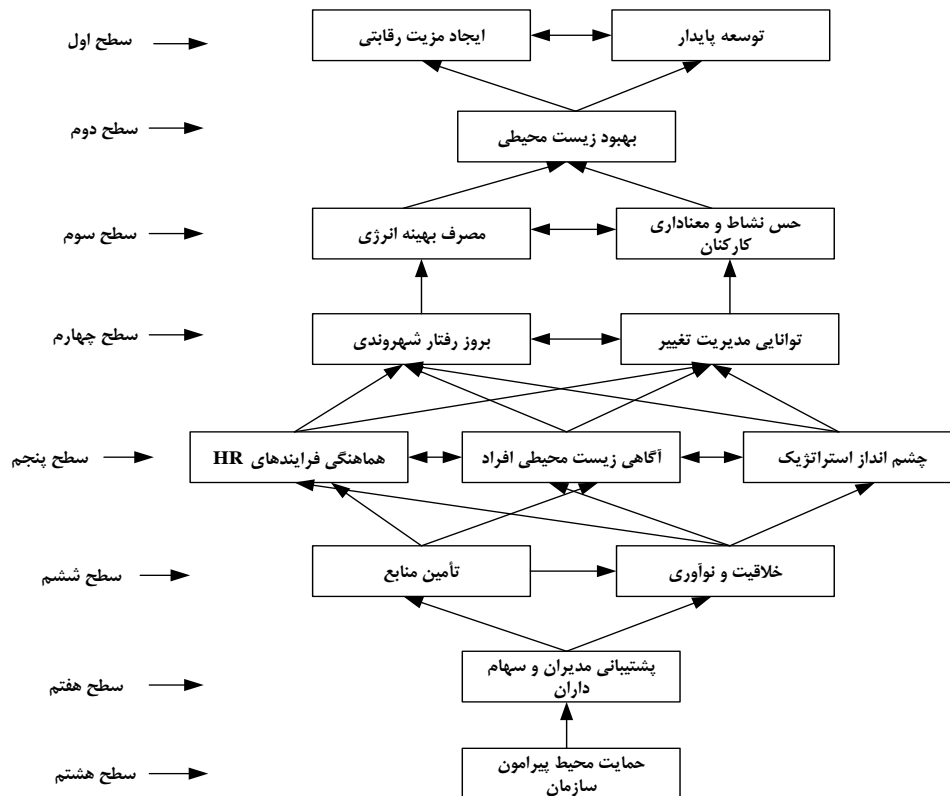 سطح اول
توسعه پایدار
ایجاد مزیت رقابتی
سطح دوم
بهبود زیست محیطی
سطح سوم
حس نشاط و معناداری
کارکنان
مصرف بهینه انرژی
سطح چهارم
توانایی مدیریت تغییر
بروز رفتار شهروندی
سطح پنجم
چشم انداز استراتژیک
آگاهی زیست محیطی افراد
هماهنگی فرایندهای HR
سطح ششم
خلاقیت و نوآوری
تأمین منابع
سطح هفتم
پشتیبانی مدیران و سهام
داران
سطح هشتم
حمایت محیط پیرامون
سازمان